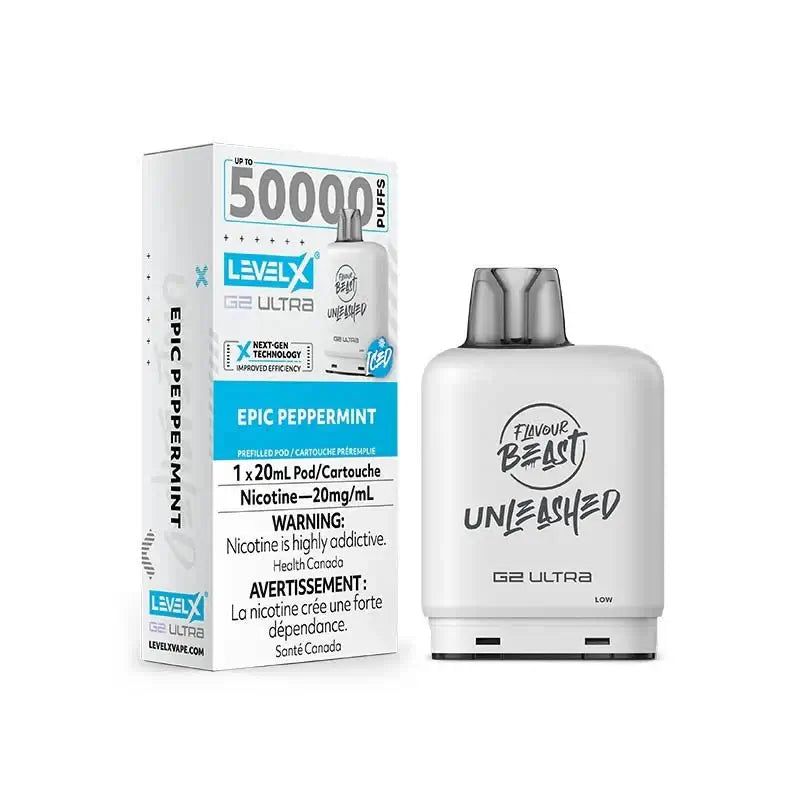 UP TO
50000
PUFFS
LEVEL X®
G2 ULTRA
FLAVOUR
BEAST
UNLEASHED
G2 ULTRA
X NEXT-GEN
TECHNOLOGY
IMPROVED EFFICIENCY
ICED
EPIC PEPPERMINT
PREFILLED POD / CARTOUCHE PRÉREMPLIE
1 x 20mL Pod/Cartouche
Nicotine—20mg/mL
WARNING:
Nicotine is highly addictive.
Health Canada
AVERTISSEMENT :
La nicotine crée une forte
dépendance.
Santé Canada
EPIC PEPPERMINT
LEVEL X
G2 ULTRA
LEVELXVAPE.COM
FLAVOUR
BEAST
UNLEASHED
G2 ULTRA
LOW